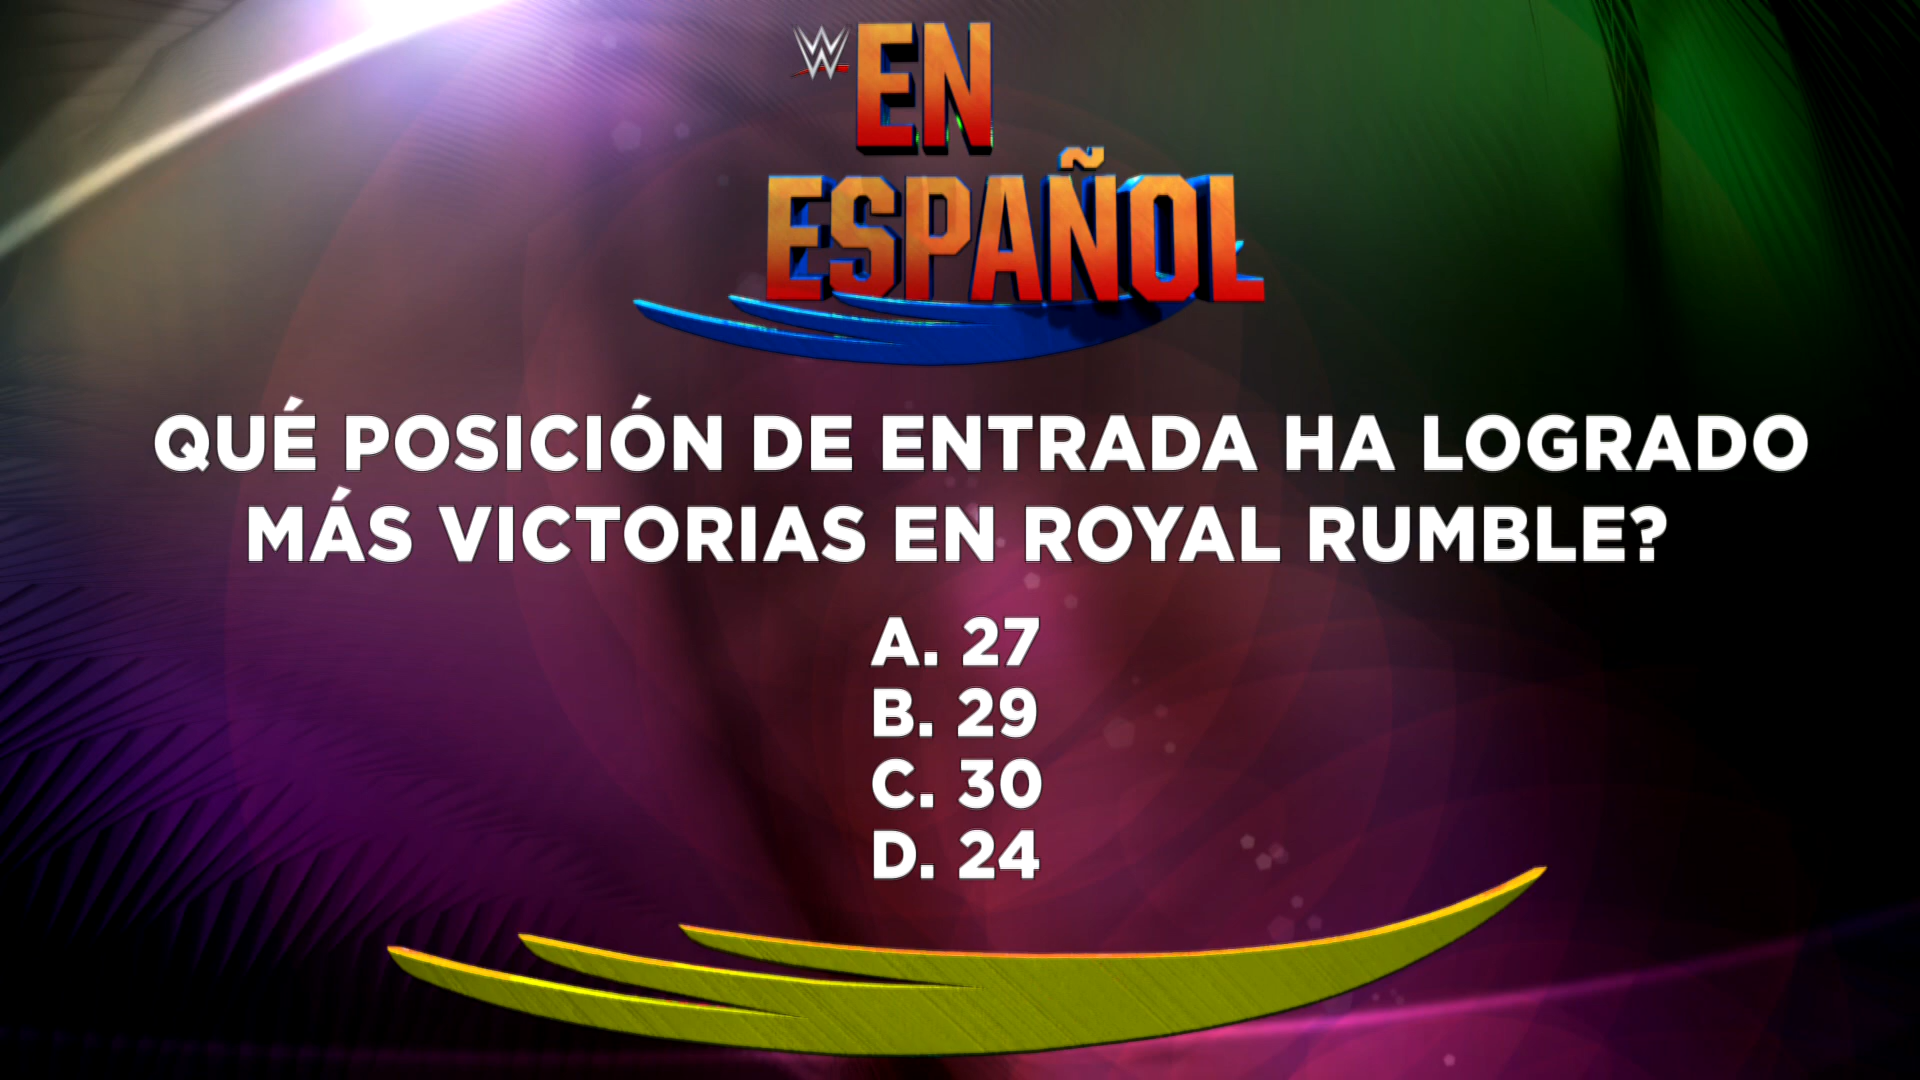 W EN
ESPAÑOL
QUÉ POSICIÓN DE ENTRADA HA LOGRADO
MÁS VICTORIAS EN ROYAL RUMBLE?
A. 27
B. 29
C. 30
D. 24